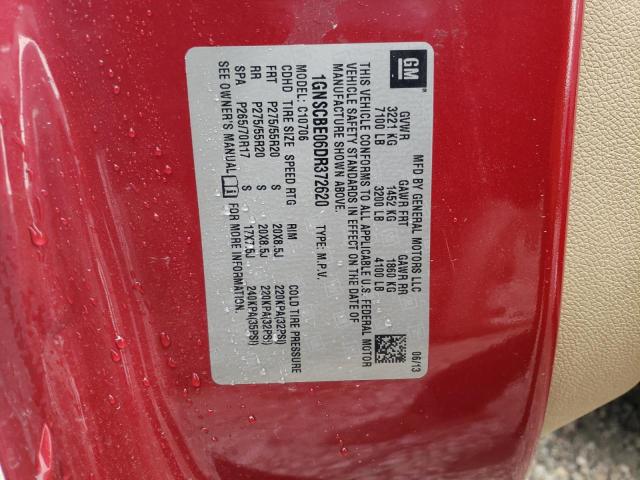 GM
MFD BY GENERAL MOTORS LLC 06/13
GVWR GAWR FRT GAWR RR
3221 KG 1452 KG 1860 KG
7100 LB 3200 LB 4100 LB
THIS VEHICLE CONFORMS TO ALL APPLICABLE U.S. FEDERAL MOTOR
VEHICLE SAFETY STANDARDS IN EFFECT ON THE DATE OF
MANUFACTURE SHOWN ABOVE.
1GNSCBE06DR372620 TYPE: M.P.V.
C10706
CDHD TIRE SIZE SPEED RTG RIM COLD TIRE PRESSURE
FRT P275/55R20 S 20X8.5J 220KPA(32PSI)
RR P275/55R20 S 20X8.5J 220KPA(32PSI)
SPA P265/70R17 S 17X7.5J 240KPA(35PSI)
SEE OWNER'S MANUAL FOR MORE INFORMATION.